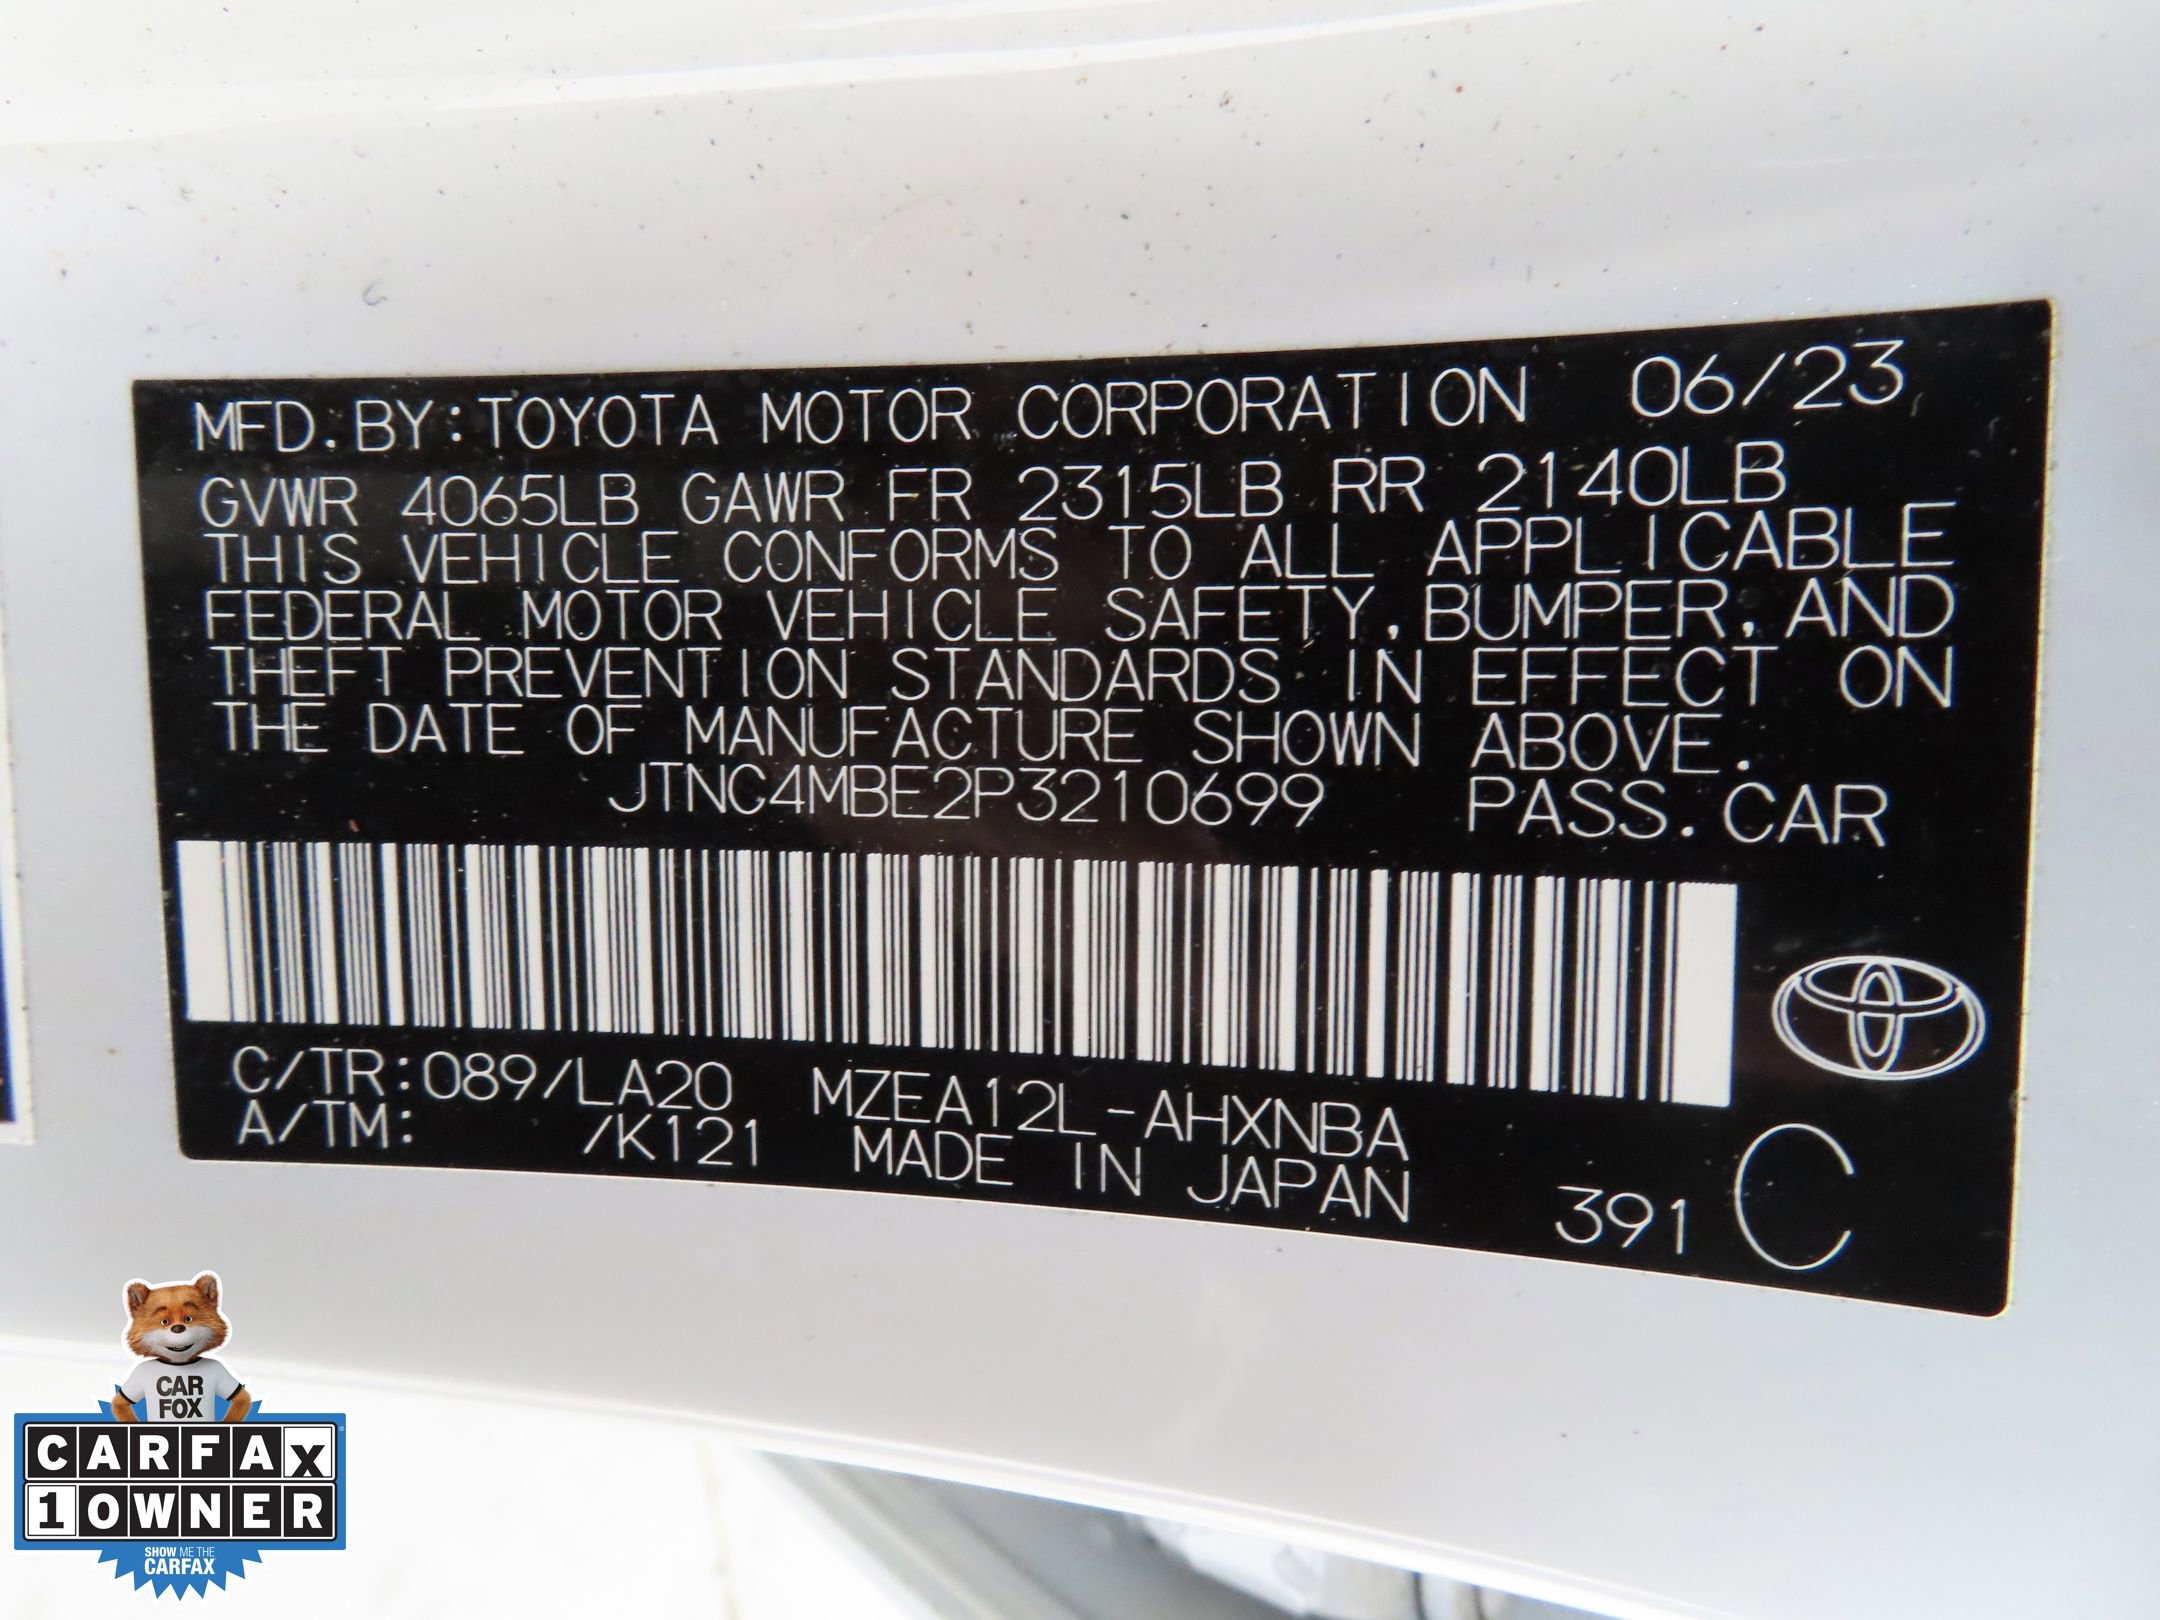 MFD. BY: TOYOTA MOTOR CORPORATION 06/23
GVWR 4065LB GAWR FR 2315LB RR 2140LB
THIS VEHICLE CONFORMS TO ALL APPLICABLE
FEDERAL MOTOR VEHICLE SAFETY, BUMPER, AND
THEFT PREVENTION STANDARDS IN EFFECT ON
THE DATE OF MANUFACTURE SHOWN ABOVE.
JTNC4MBE2P3210699 PASS. CAR
C/TR: 089/LA20 MZEA12L-AHXNBA
A/TM: /K121 MADE IN JAPAN
391 C
CAR
FOX
CARFAX
1 OWNER
SHOW ME THE
CARFAX